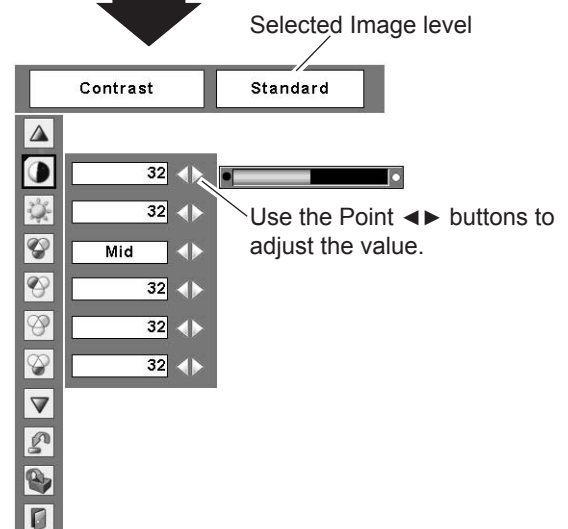 Selected Image level
Contrast
Standard
32
32
Use the Point ◄► buttons to
adjust the value.
Mid
32
32
32